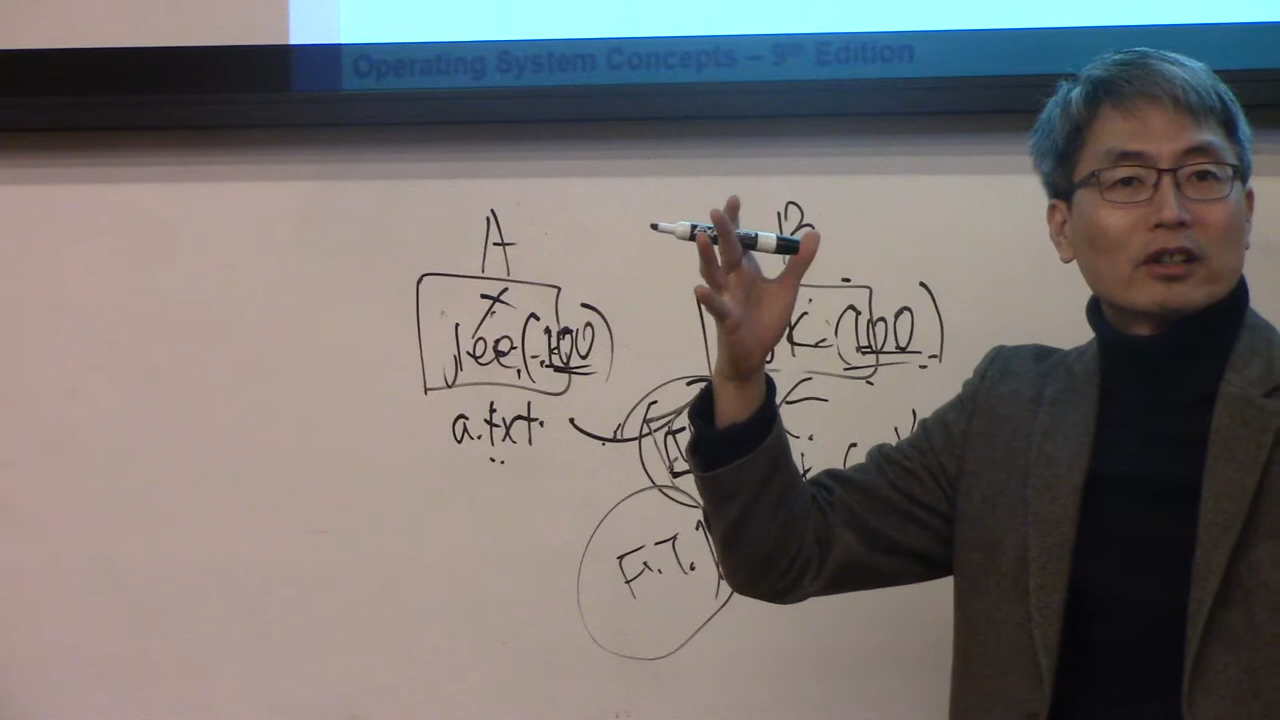 Operating System Concepts – 9th Edition
A
B
Lee (100)
(100)
a.txt
F.T.